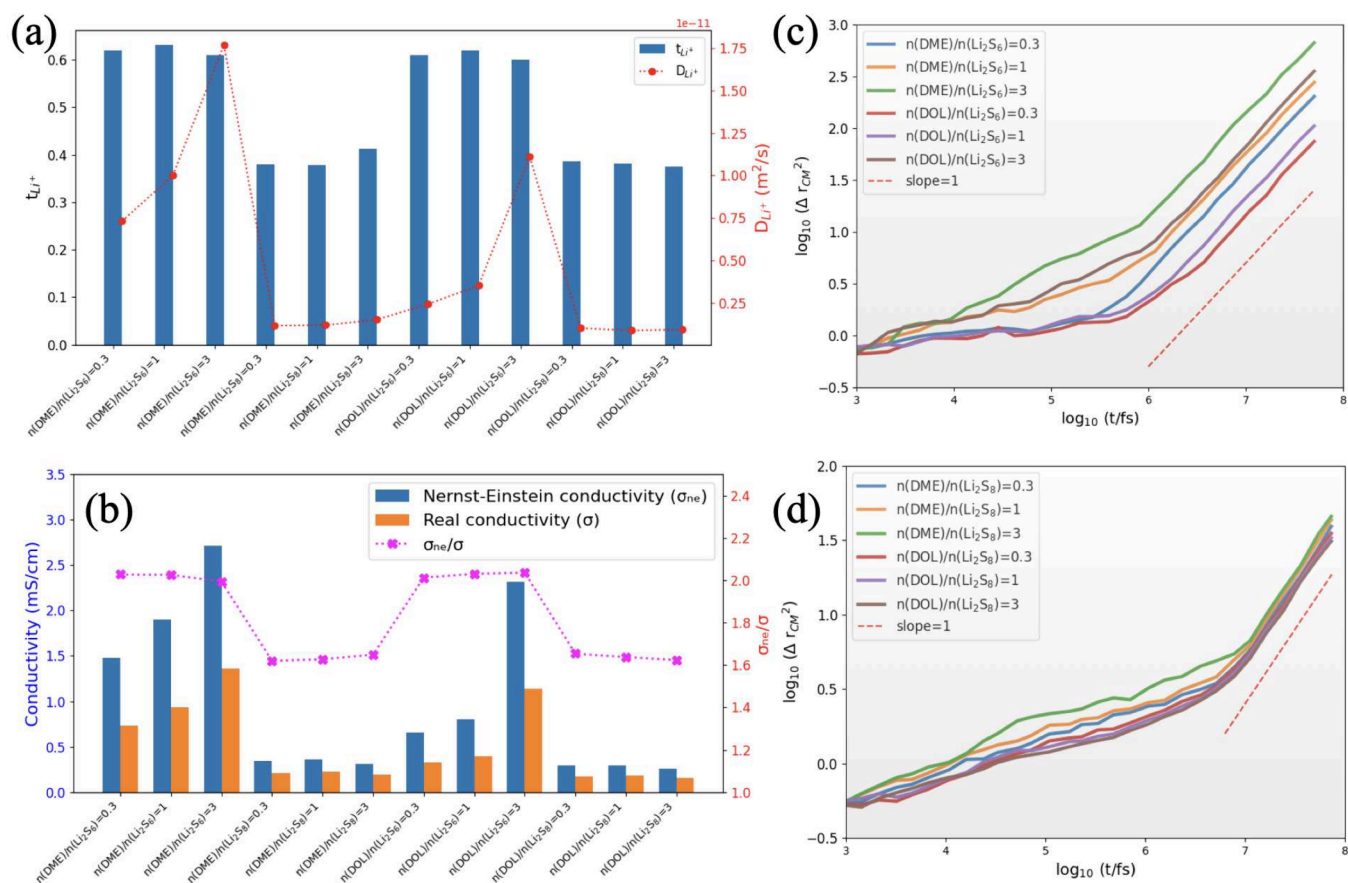 (a)
1e−11
t_Li⁺
D_Li⁺
t_Li⁺
0.6
0.5
0.4
0.3
0.2
0.1
0.0
D_Li⁺ (m²/s)
1.75
1.50
1.25
1.00
0.75
0.50
0.25
n(DME)/n(Li₂S₆)=0.3
n(DME)/n(Li₂S₆)=1
n(DME)/n(Li₂S₆)=3
n(DME)/n(Li₂S₈)=0.3
n(DME)/n(Li₂S₈)=1
n(DME)/n(Li₂S₈)=3
n(DOL)/n(Li₂S₆)=0.3
n(DOL)/n(Li₂S₆)=1
n(DOL)/n(Li₂S₆)=3
n(DOL)/n(Li₂S₈)=0.3
n(DOL)/n(Li₂S₈)=1
n(DOL)/n(Li₂S₈)=3
(c)
n(DME)/n(Li₂S₆)=0.3
n(DME)/n(Li₂S₆)=1
n(DME)/n(Li₂S₆)=3
n(DOL)/n(Li₂S₆)=0.3
n(DOL)/n(Li₂S₆)=1
n(DOL)/n(Li₂S₆)=3
slope=1
log₁₀ (Δ r_CM²)
3.0
2.5
2.0
1.5
1.0
0.5
0.0
−0.5
3
4
5
6
7
8
log₁₀ (t/fs)
(b)
Nernst-Einstein conductivity (σₙₑ)
Real conductivity (σ)
σₙₑ/σ
Conductivity (mS/cm)
3.5
3.0
2.5
2.0
1.5
1.0
0.5
0.0
σₙₑ/σ
2.4
2.2
2.0
1.8
1.6
1.4
1.2
1.0
n(DME)/n(Li₂S₆)=0.3
n(DME)/n(Li₂S₆)=1
n(DME)/n(Li₂S₆)=3
n(DME)/n(Li₂S₈)=0.3
n(DME)/n(Li₂S₈)=1
n(DME)/n(Li₂S₈)=3
n(DOL)/n(Li₂S₆)=0.3
n(DOL)/n(Li₂S₆)=1
n(DOL)/n(Li₂S₆)=3
n(DOL)/n(Li₂S₈)=0.3
n(DOL)/n(Li₂S₈)=1
n(DOL)/n(Li₂S₈)=3
(d)
n(DME)/n(Li₂S₈)=0.3
n(DME)/n(Li₂S₈)=1
n(DME)/n(Li₂S₈)=3
n(DOL)/n(Li₂S₈)=0.3
n(DOL)/n(Li₂S₈)=1
n(DOL)/n(Li₂S₈)=3
slope=1
log₁₀ (Δ r_CM²)
2.0
1.5
1.0
0.5
0.0
−0.5
3
4
5
6
7
8
log₁₀ (t/fs)